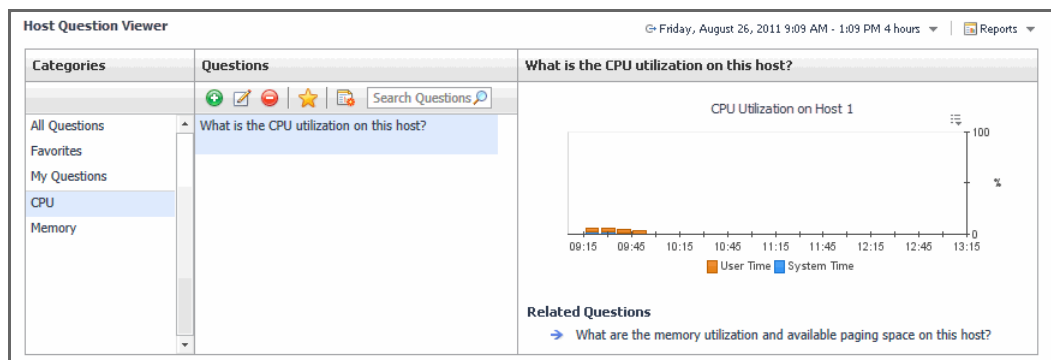 Host Question Viewer
Friday, August 26, 2011 9:09 AM - 1:09 PM 4 hours
Reports
Categories
Questions
What is the CPU utilization on this host?
Search Questions
All Questions
Favorites
My Questions
CPU
Memory
What is the CPU utilization on this host?
CPU Utilization on Host 1
100
%
0
09:15 09:45 10:15 10:45 11:15 11:45 12:15 12:45 13:15
User Time System Time
Related Questions
What are the memory utilization and available paging space on this host?